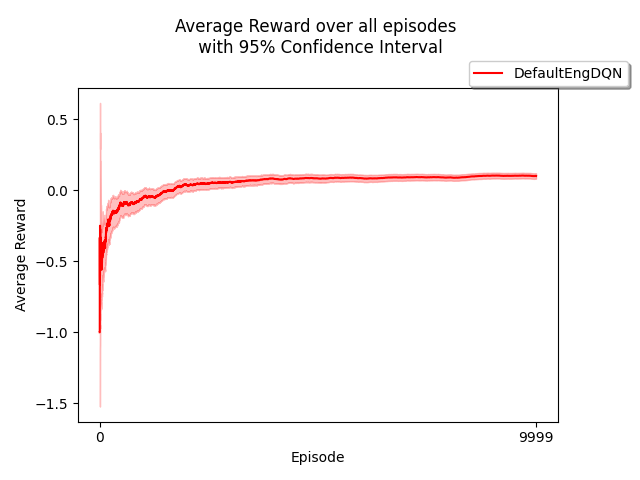 Average Reward over all episodes
with 95% Confidence Interval
DefaultEngDQN
0.5
0.0
−0.5
−1.0
−1.5
Average Reward
0
9999
Episode